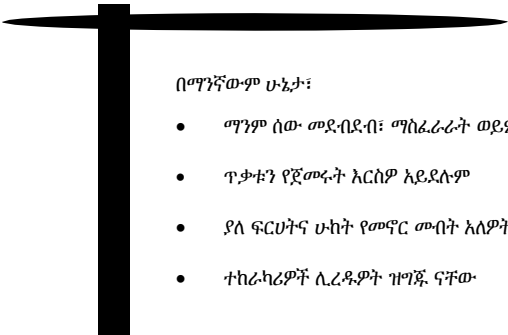 በማንኛውም ሁኔታ፣
• ማንም ሰው መደብደብ፣ ማስፈራራት
• ጥቃቱን የጀመሩት እርስዎ አይደሉም
• ያለ ፍርሀትና ሁከት የመኖር መብት አለዎት
• ተከራካሪዎች ሊረዱዎት ዝግጁ ናቸው